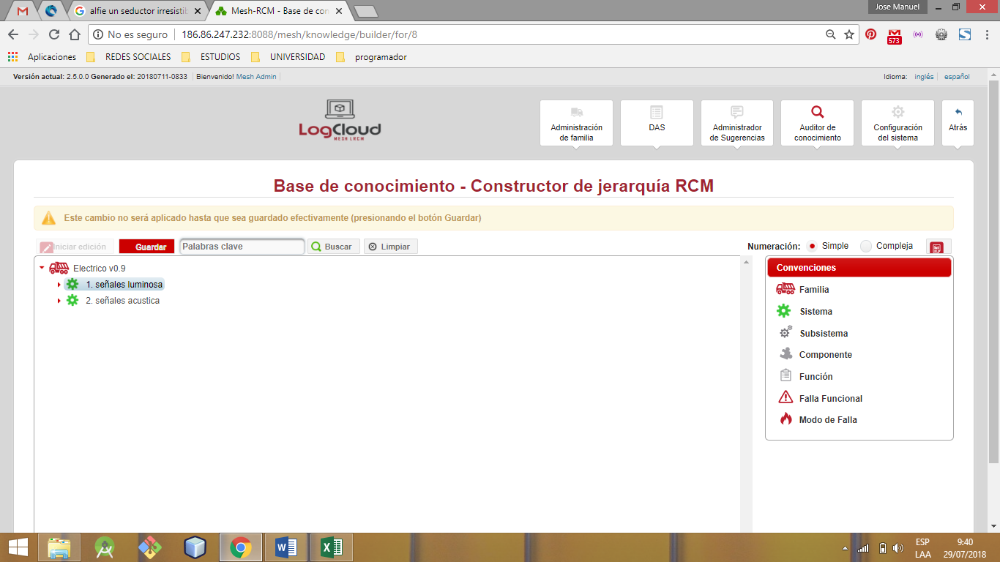 Jose Manuel
alfie un seductor irresistib
Mesh-RCM - Base de con
No es seguro
186.86.247.232:8088/mesh/knowledge/builder/for/8
573
Aplicaciones
REDES SOCIALES
ESTUDIOS
UNIVERSIDAD
programador
Versión actual: 2.5.0.0 Generado el: 20180711-0833
Bienvenido! Mesh Admin
Idioma:
inglés
español
LogCloud
MESH LRCM
Administración
de familia
DAS
Administrador
de Sugerencias
Auditor de
conocimiento
Configuración
del sistema
Atrás
Base de conocimiento - Constructor de jerarquía RCM
Este cambio no será aplicado hasta que sea guardado efectivamente (presionando el botón Guardar)
Iniciar edición
Guardar
Palabras clave
Buscar
Limpiar
Numeración:
Simple
Compleja
Electrico v0.9
1. señales luminosa
2. señales acustica
Convenciones
Familia
Sistema
Subsistema
Componente
Función
Falla Funcional
Modo de Falla
ESP
LAA
9:40
29/07/2018